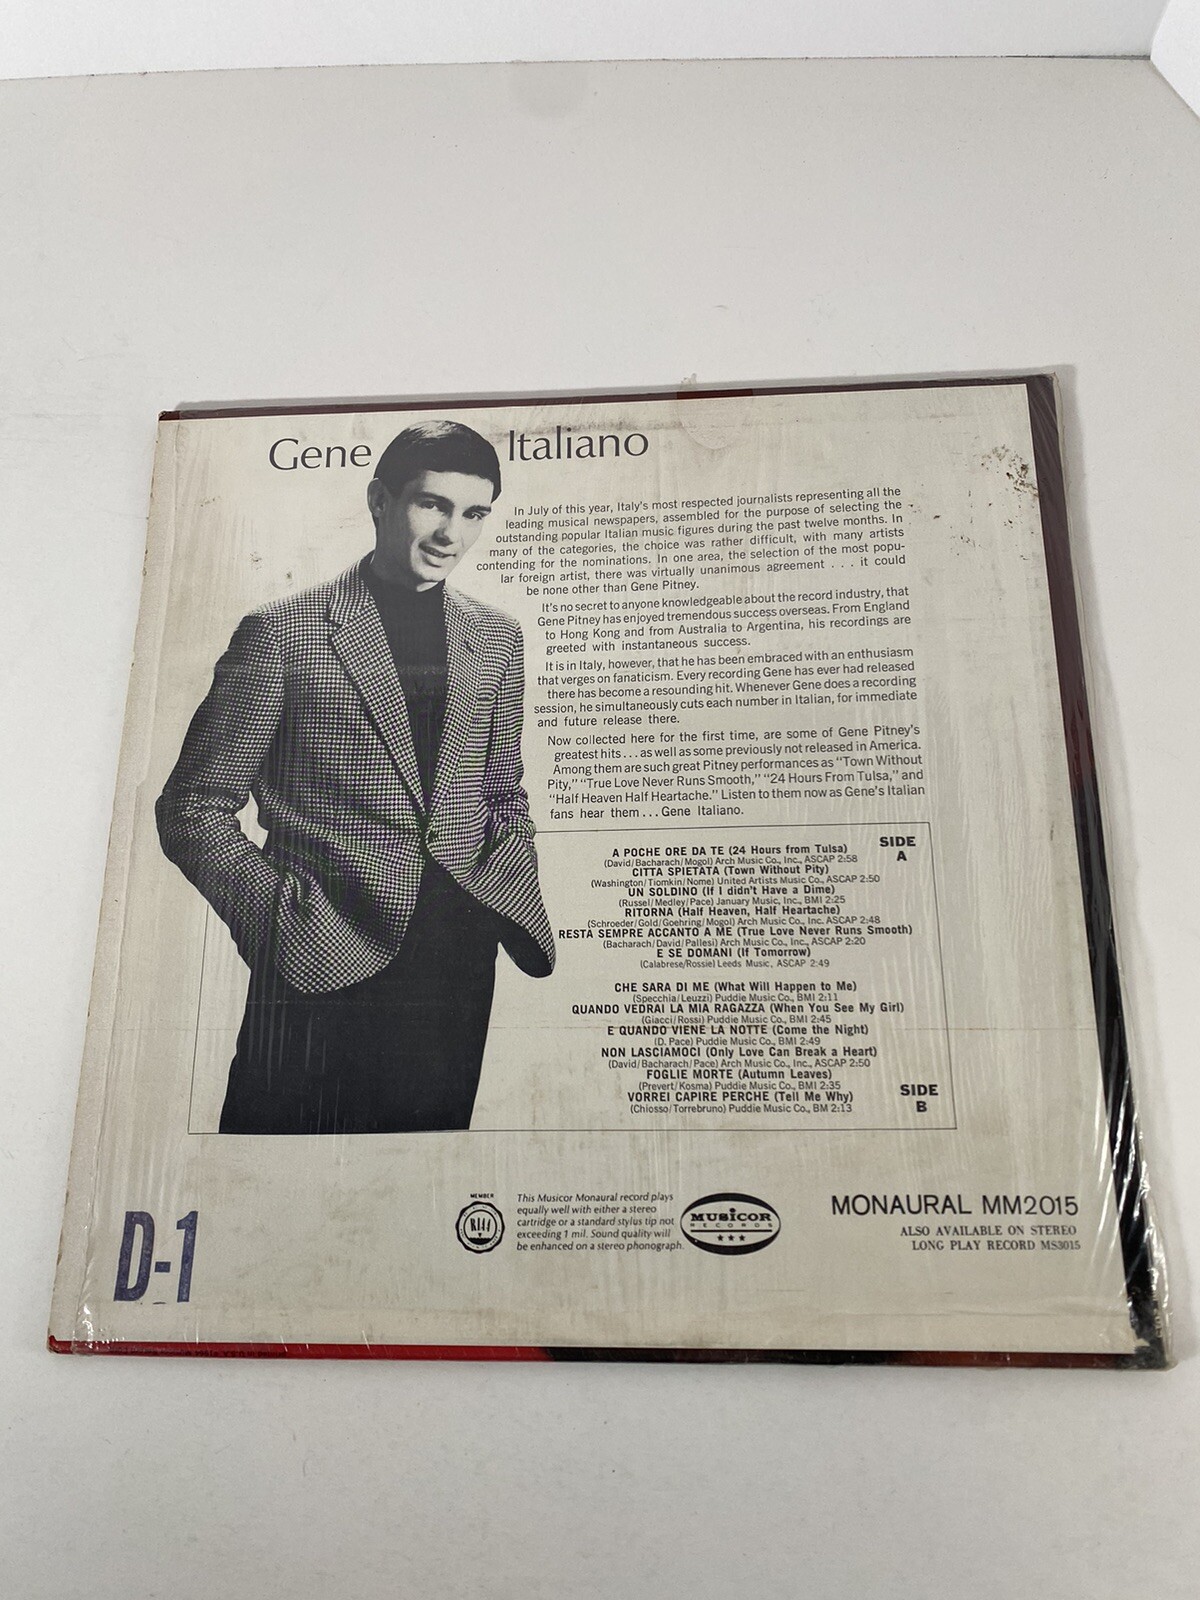 Gene Italiano
In July of this year, Italy's most respected journalists representing all the
leading musical newspapers, assembled for the purpose of selecting the
outstanding popular Italian music figures during the past twelve months. In
many of the categories, the choice was rather difficult, with many artists
contending for the nominations. In one area, the selection of the most popu-
lar foreign artist, there was virtually unanimous agreement . . . it could
be none other than Gene Pitney.
It's no secret to anyone knowledgeable about the record industry, that
Gene Pitney has enjoyed tremendous success overseas. From England
to Hong Kong and from Australia to Argentina, his recordings are
greeted with instantaneous success.
It is in Italy, however, that he has been embraced with an enthusiasm
that verges on fanaticism. Every recording Gene has ever had released
there has become a resounding hit. Whenever Gene does a recording
session, he simultaneously cuts each number in Italian, for immediate
and future release there.
Now collected here for the first time, are some of Gene Pitney's
greatest hits . . . as well as some previously not released in America.
Among them are such great Pitney performances as "Town Without
Pity," "True Love Never Runs Smooth," "24 Hours From Tulsa," and
"Half Heaven Half Heartache." Listen to them now as Gene's Italian
fans hear them . . . Gene Italiano.
SIDE
A
A POCHE ORE DA TE (24 Hours from Tulsa)
(David/Bacharach/Mogol) Arch Music Co., Inc., ASCAP 2:58
CITTA SPIETATA (Town Without Pity)
(Washington/Tiomkin/Nome) United Artists Music Co., ASCAP 2:50
UN SOLDINO (If I didn't Have a Dime)
(Russel/Medley/Pace) January Music, Inc., BMI 2:25
RITORNA (Half Heaven, Half Heartache)
(Schroeder/Gold/Goehring/Mogol) Arch Music Co., Inc. ASCAP 2:48
RESTA SEMPRE ACCANTO A ME (True Love Never Runs Smooth)
(Bacharach/David/Pallesi) Arch Music Co., Inc., ASCAP 2:20
E SE DOMANI (If Tomorrow)
(Calabrese/Rossie) Leeds Music, ASCAP 2:49
CHE SARA DI ME (What Will Happen to Me)
(Specchia/Leuzzi) Puddie Music Co., BMI 2:11
QUANDO VEDRAI LA MIA RAGAZZA (When You See My Girl)
(Giacci/Rossi) Puddie Music Co., BMI 2:45
E QUANDO VIENE LA NOTTE (Come the Night)
(D. Pace) Puddie Music Co., BMI 2:49
NON LASCIAMOCI (Only Love Can Break a Heart)
(David/Bacharach/Pace) Arch Music Co., Inc., ASCAP 2:50
FOGLIE MORTE (Autumn Leaves)
(Prevert/Kosma) Puddie Music Co., BMI 2:35
VORREI CAPIRE PERCHE (Tell Me Why)
(Chiosso/Torrebruno) Puddie Music Co., BM 2:13
SIDE
B
D-1
MEMBER
RIAA
This Musicor Monaural record plays
equally well with either a stereo
cartridge or a standard stylus tip not
exceeding 1 mil. Sound quality will
be enhanced on a stereo phonograph.
MUSICOR
RECORDS
MONAURAL MM2015
ALSO AVAILABLE ON STEREO
LONG PLAY RECORD MS3015